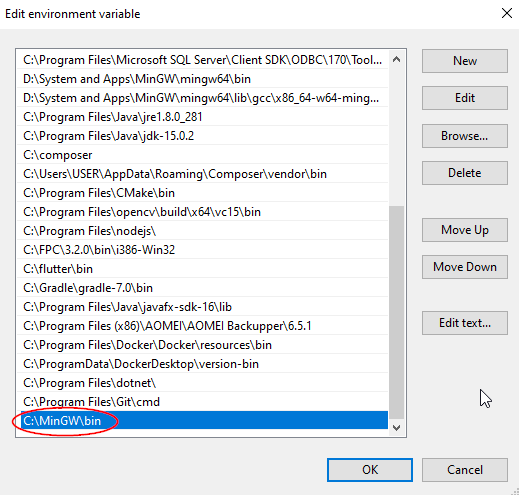 Edit environment variable
C:\Program Files\Microsoft SQL Server\Client SDK\ODBC\170\Tool...
D:\System and Apps\MinGW\mingw64\bin
D:\System and Apps\MinGW\mingw64\lib\gcc\x86_64-w64-ming...
C:\Program Files\Java\jre1.8.0_281
C:\Program Files\Java\jdk-15.0.2
C:\composer
C:\Users\USER\AppData\Roaming\Composer\vendor\bin
C:\Program Files\CMake\bin
C:\Program Files\opencv\build\x64\vc15\bin
C:\Program Files\nodejs\
C:\FPC\3.2.0\bin\i386-Win32
C:\flutter\bin
C:\Gradle\gradle-7.0\bin
C:\Program Files\Java\javafx-sdk-16\lib
C:\Program Files (x86)\AOMEI\AOMEI Backupper\6.5.1
C:\Program Files\Docker\Docker\resources\bin
C:\ProgramData\DockerDesktop\version-bin
C:\Program Files\dotnet\
C:\Program Files\Git\cmd
C:\MinGW\bin
New
Edit
Browse...
Delete
Move Up
Move Down
Edit text...
OK
Cancel